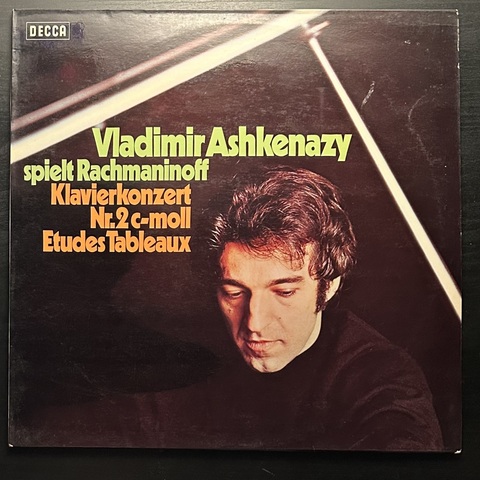 DECCA
Vladimir Ashkenazy
spielt Rachmaninoff
Klavierkonzert
Nr.2 c-moll
Etudes Tableaux